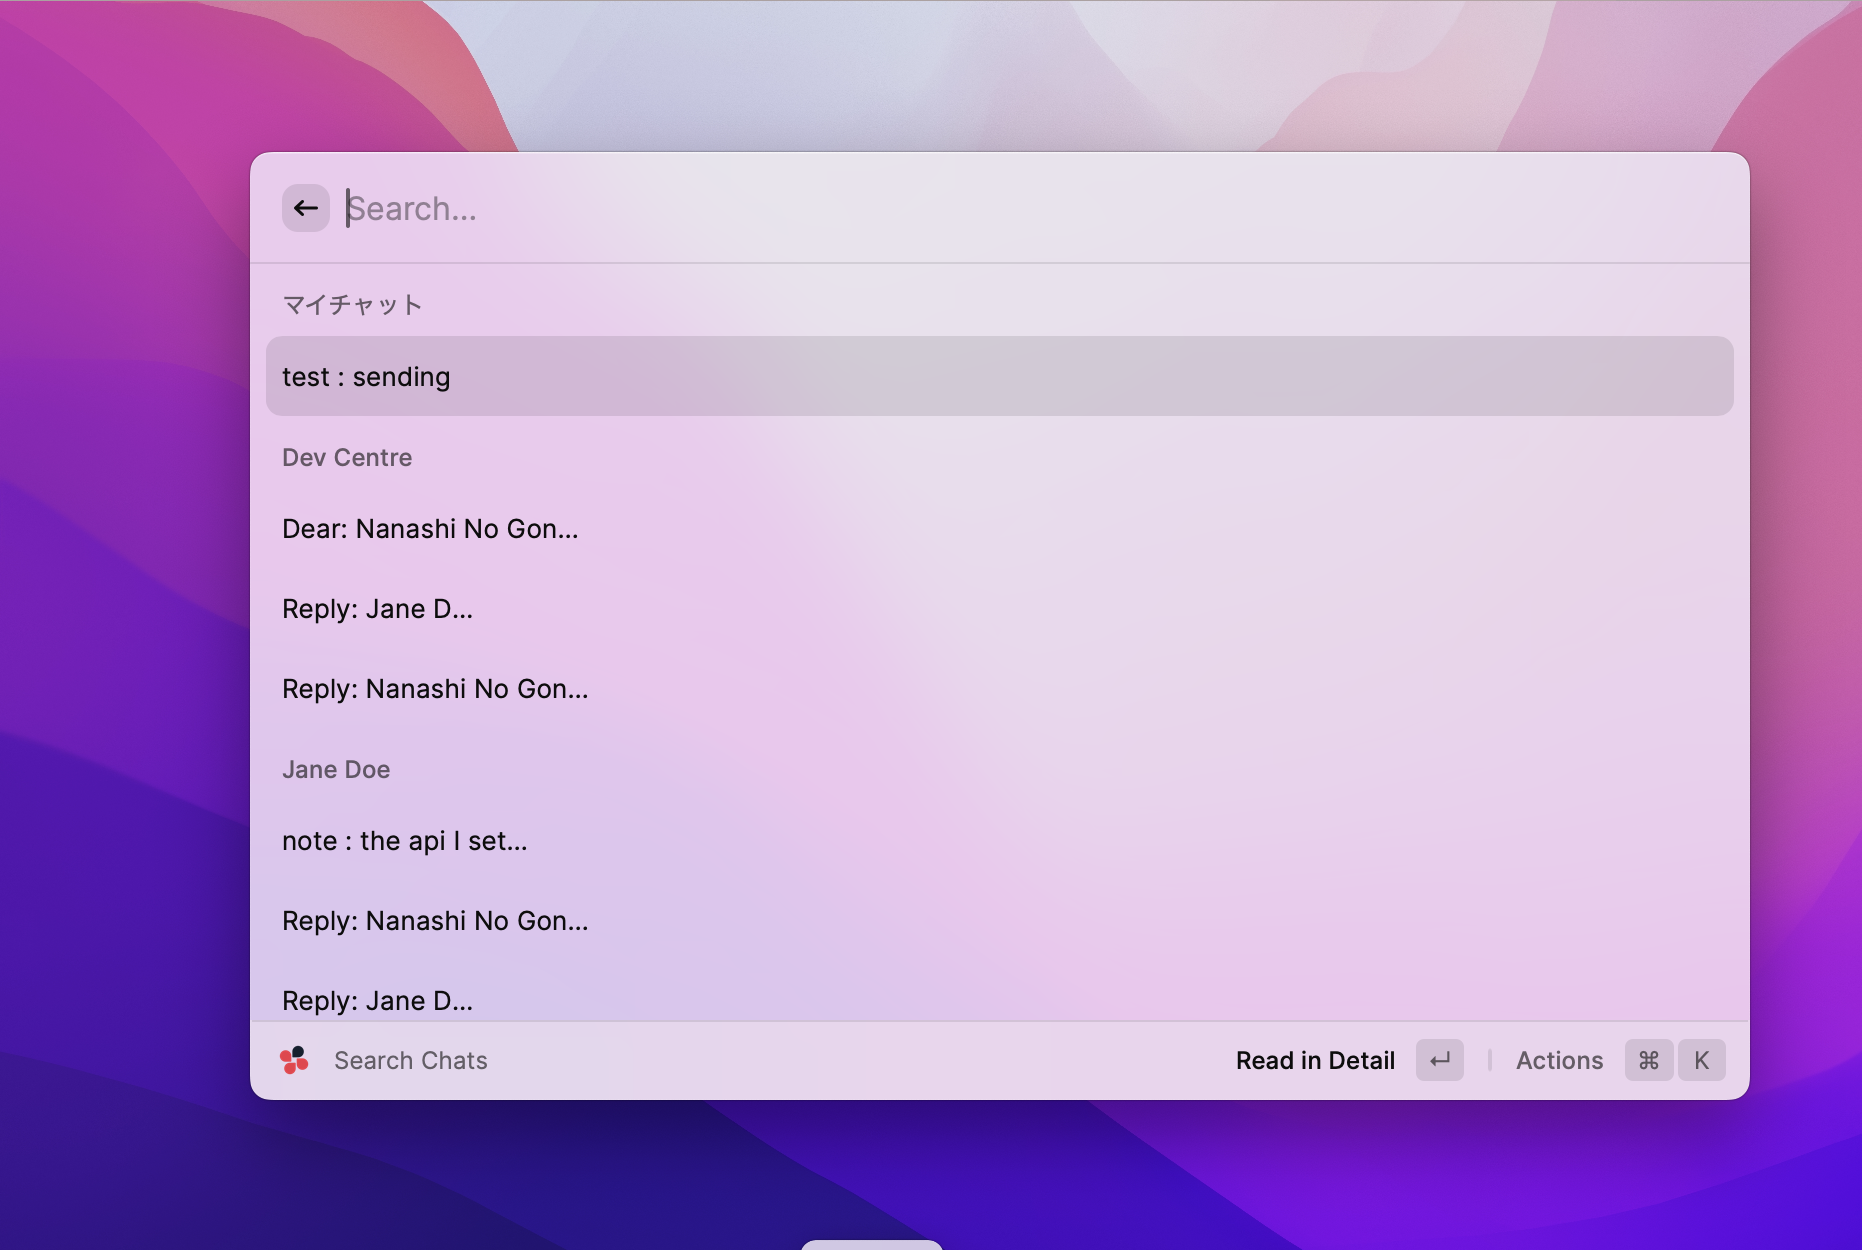 Search...
マイチャット
test : sending
Dev Centre
Dear: Nanashi No Gon...
Reply: Jane D...
Reply: Nanashi No Gon...
Jane Doe
note : the api I set...
Reply: Nanashi No Gon...
Reply: Jane D...
Search Chats Read in Detail ↵ Actions ⌘ K